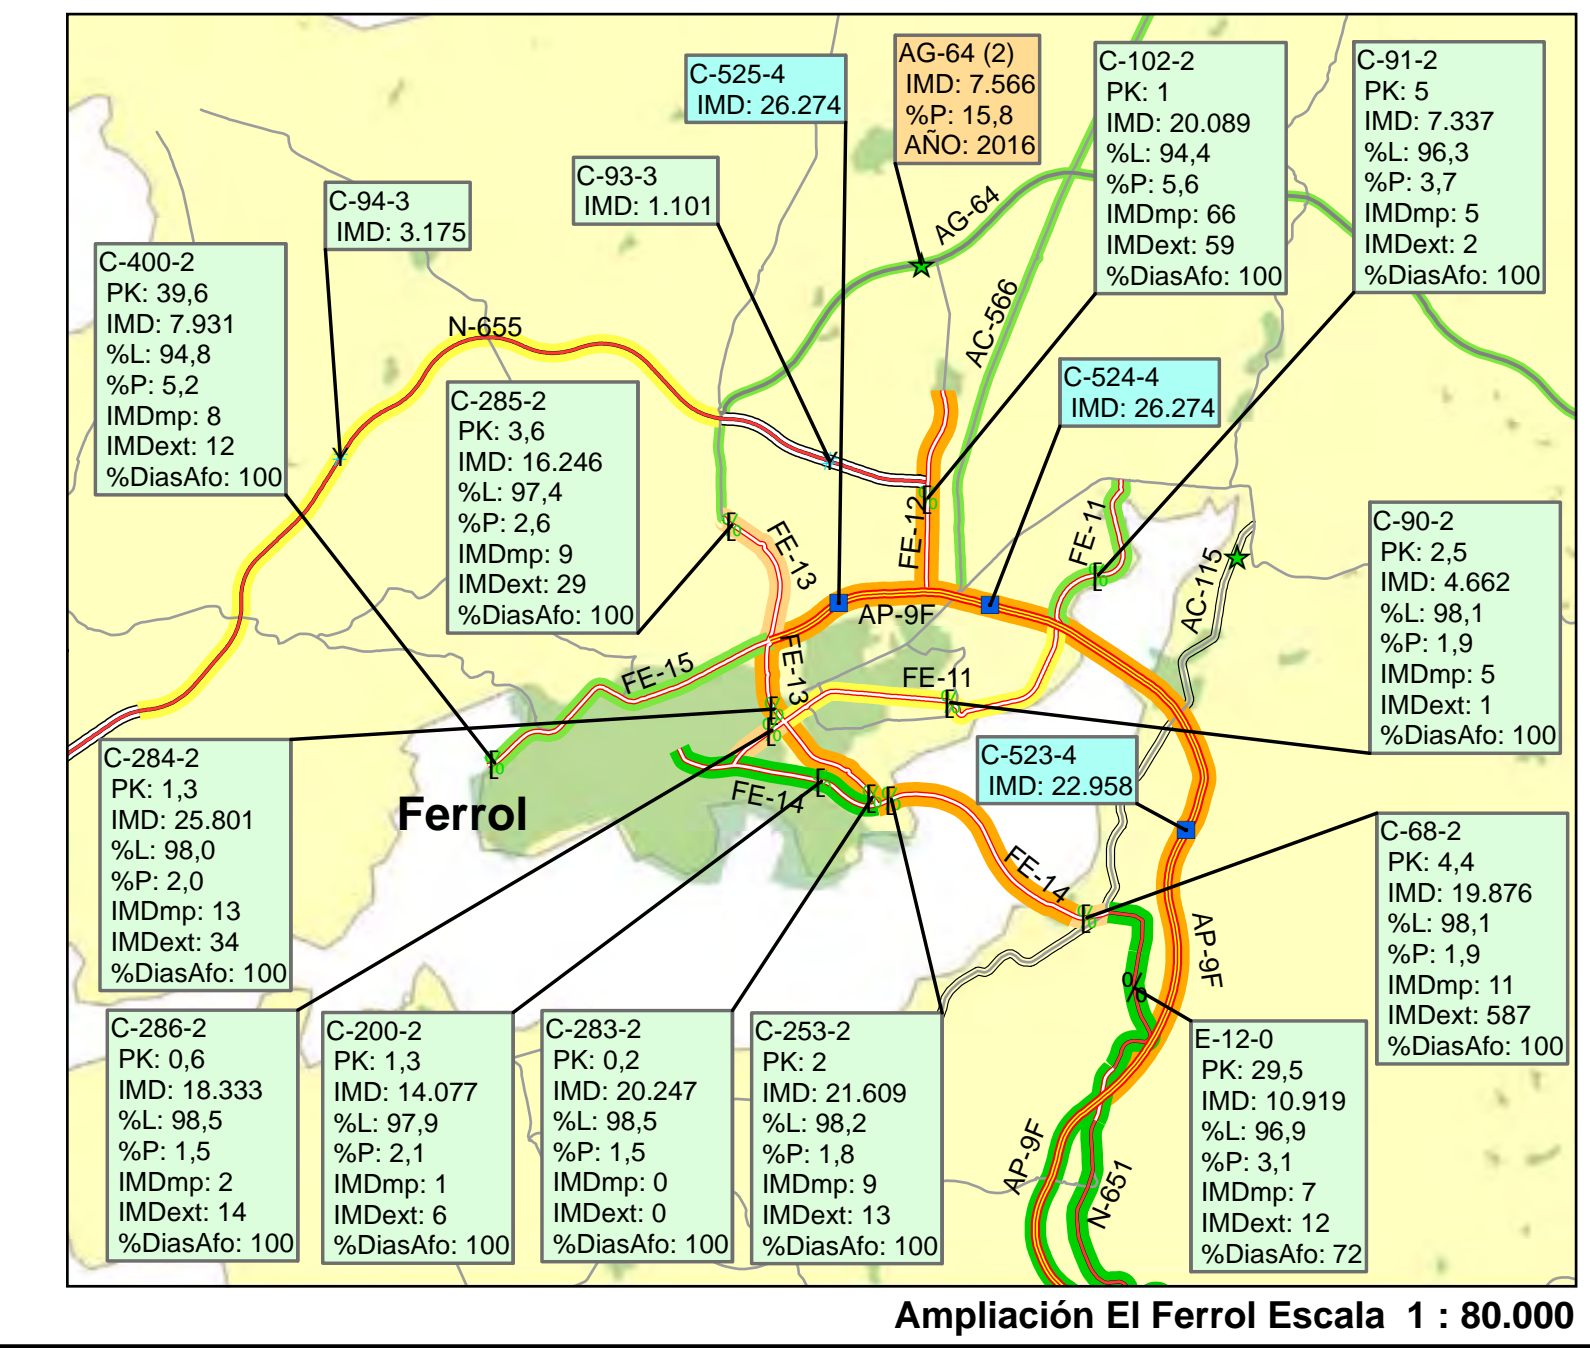 C-525-4
IMD: 26.274
AG-64 (2)
IMD: 7.566
%P: 15,8
AÑO: 2016
C-102-2
PK: 1
IMD: 20.089
%L: 94,4
%P: 5,6
IMDmp: 66
IMDext: 59
%DiasAfo: 100
C-91-2
PK: 5
IMD: 7.337
%L: 96,3
%P: 3,7
IMDmp: 5
IMDext: 2
%DiasAfo: 100
C-93-3
IMD: 1.101
C-94-3
IMD: 3.175
C-400-2
PK: 39,6
IMD: 7.931
%L: 94,8
%P: 5,2
IMDmp: 8
IMDext: 12
%DiasAfo: 100
N-655
AG-64
AC-566
C-285-2
PK: 3,6
IMD: 16.246
%L: 97,4
%P: 2,6
IMDmp: 9
IMDext: 29
%DiasAfo: 100
C-524-4
IMD: 26.274
FE-13
FE-12
FE-11
AC-115
C-90-2
PK: 2,5
IMD: 4.662
%L: 98,1
%P: 1,9
IMDmp: 5
IMDext: 1
%DiasAfo: 100
AP-9F
FE-15
FE-13
FE-11
C-284-2
PK: 1,3
IMD: 25.801
%L: 98,0
%P: 2,0
IMDmp: 13
IMDext: 34
%DiasAfo: 100
C-523-4
IMD: 22.958
Ferrol
FE-14
FE-14
C-68-2
PK: 4,4
IMD: 19.876
%L: 98,1
%P: 1,9
IMDmp: 11
IMDext: 587
%DiasAfo: 100
AP-9F
%
C-286-2
PK: 0,6
IMD: 18.333
%L: 98,5
%P: 1,5
IMDmp: 2
IMDext: 14
%DiasAfo: 100
C-200-2
PK: 1,3
IMD: 14.077
%L: 97,9
%P: 2,1
IMDmp: 1
IMDext: 6
%DiasAfo: 100
C-283-2
PK: 0,2
IMD: 20.247
%L: 98,5
%P: 1,5
IMDmp: 0
IMDext: 0
%DiasAfo: 100
C-253-2
PK: 2
IMD: 21.609
%L: 98,2
%P: 1,8
IMDmp: 9
IMDext: 13
%DiasAfo: 100
E-12-0
PK: 29,5
IMD: 10.919
%L: 96,9
%P: 3,1
IMDmp: 7
IMDext: 12
%DiasAfo: 72
AP-9F
N-651
Ampliación El Ferrol Escala 1 : 80.000